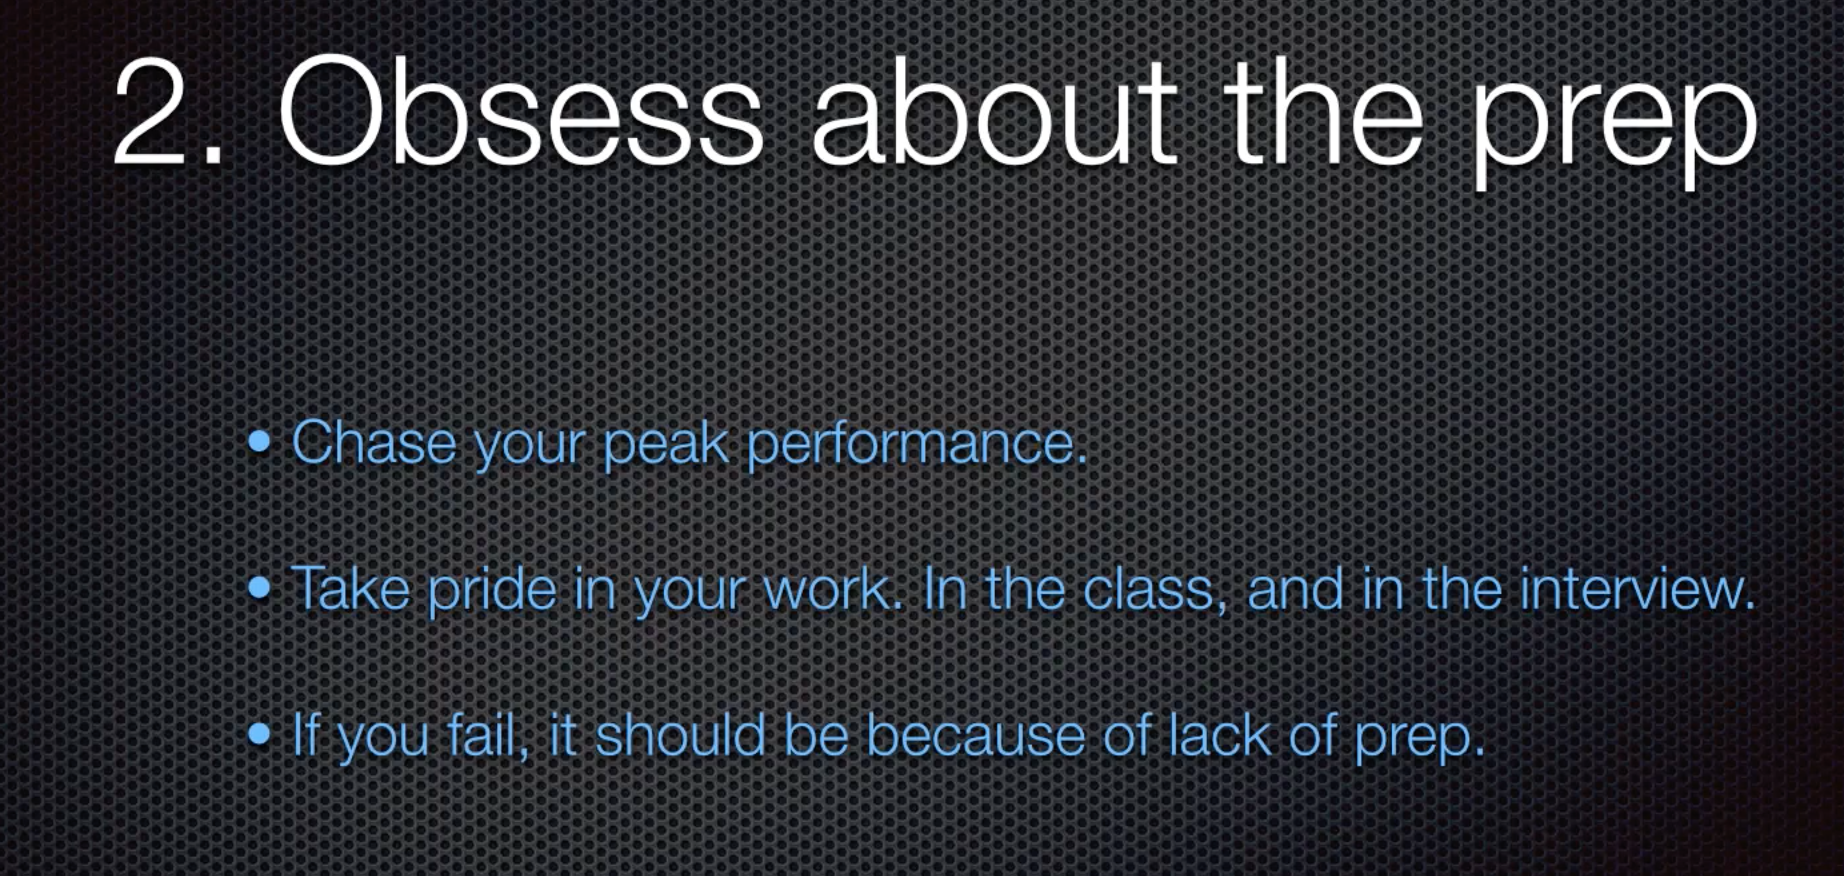 2. Obsess about the prep
• Chase your peak performance.
• Take pride in your work. In the class, and in the interview.
• If you fail, it should be because of lack of prep.